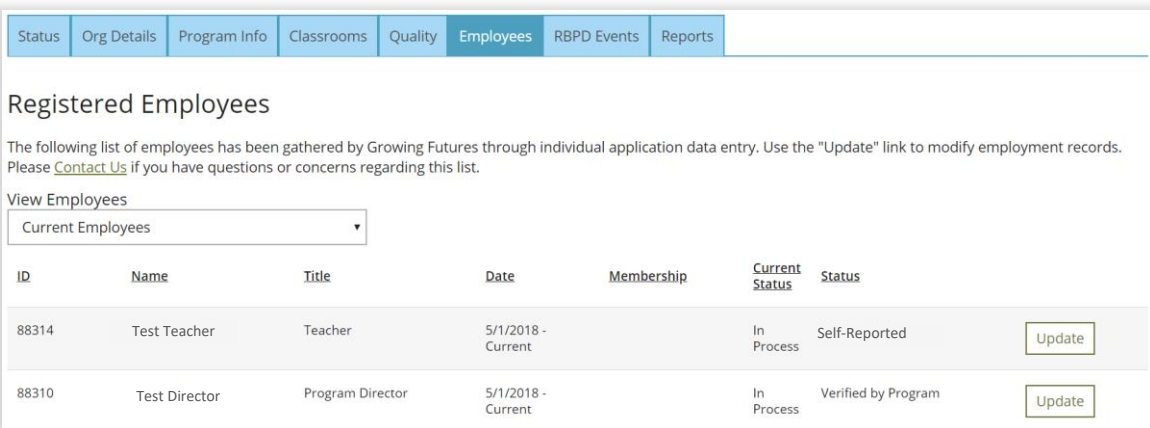 Status Org Details Program Info Classrooms Quality Employees RBPD Events Reports
Registered Employees
The following list of employees has been gathered by Growing Futures through individual application data entry. Use the "Update" link to modify employment records.
Please Contact Us if you have questions or concerns regarding this list.
View Employees
Current Employees
ID Name Title Date Membership Current Status Status
88314 Test Teacher Teacher 5/1/2018 - Current In Process Self-Reported Update
88310 Test Director Program Director 5/1/2018 - Current In Process Verified by Program Update